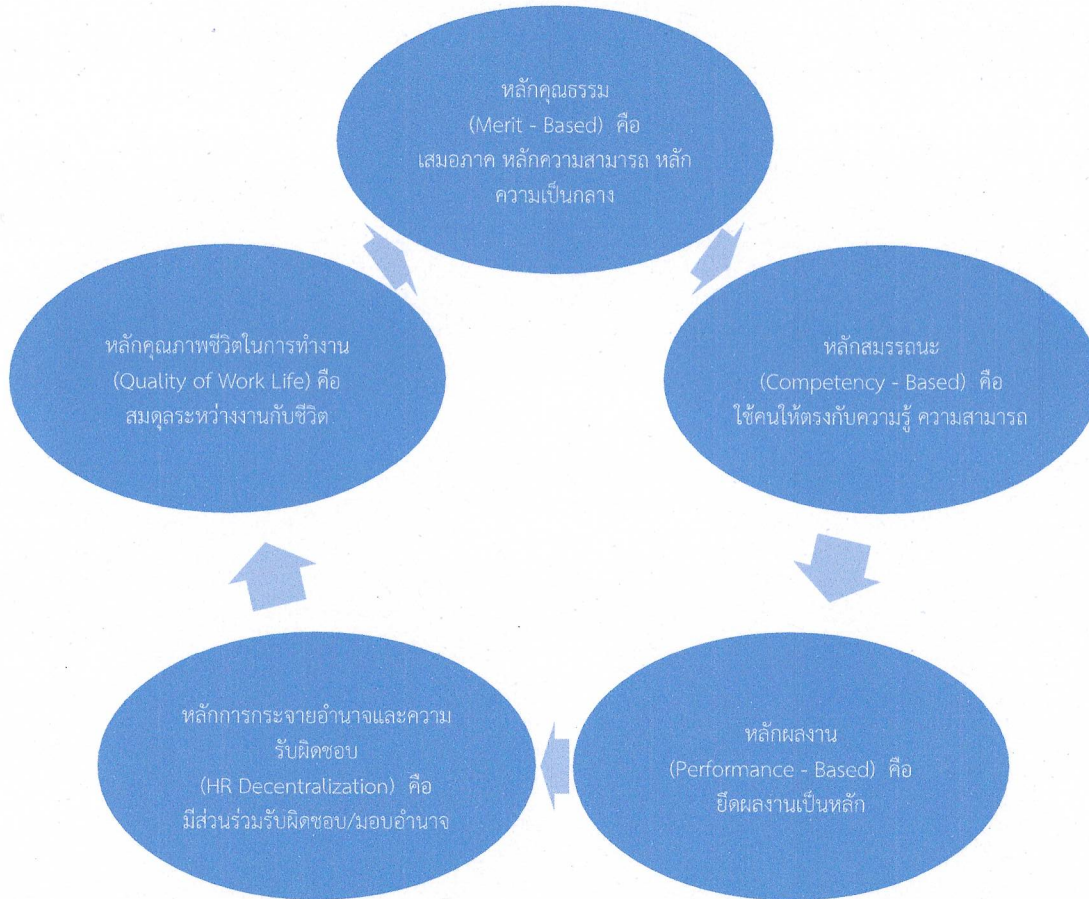 หลักคุณธรรม
(Merit - Based) คือ
เสมอภาค หลักความสามารถ หลัก
ความเป็นกลาง
หลักสมรรถนะ
(Competency - Based) คือ
ใช้คนให้ตรงกับความรู้ ความสามารถ
หลักผลงาน
(Performance - Based) คือ
ยึดผลงานเป็นหลัก
หลักการกระจายอำนาจและความ
รับผิดชอบ
(HR Decentralization) คือ
มีส่วนร่วมรับผิดชอบ/มอบอำนาจ
หลักคุณภาพชีวิตในการทำงาน
(Quality of Work Life) คือ
สมดุลระหว่างงานกับชีวิต